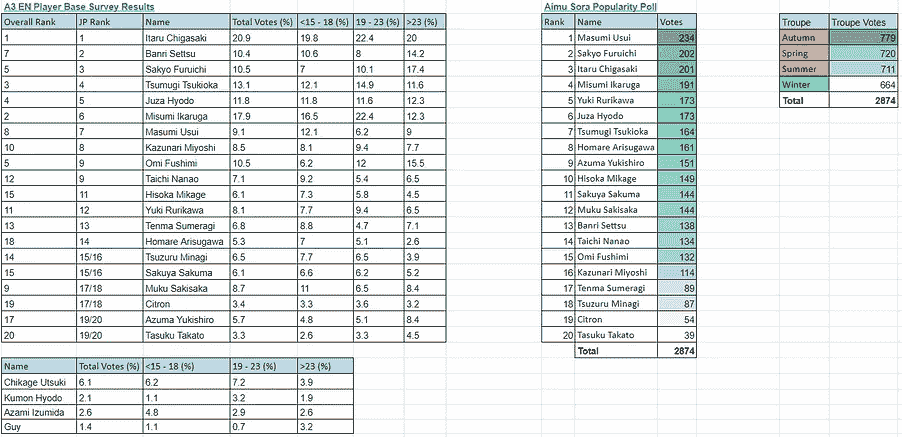 A3 EN Player Base Survey Results
Overall Rank JP Rank Name Total Votes (%) <15 - 18 (%) 19 - 23 (%) >23 (%)
1 1 Itaru Chigasaki 20.9 19.8 22.4 20
7 2 Banri Settsu 10.4 10.6 8 14.2
5 3 Sakyo Furuichi 10.5 7 10.1 17.4
3 4 Tsumugi Tsukioka 13.1 12.1 14.9 11.6
4 5 Juza Hyodo 11.8 11.8 11.6 12.3
2 6 Misumi Ikaruga 17.9 16.5 22.4 12.3
8 7 Masumi Usui 9.1 12.1 6.2 9
10 8 Kazunari Miyoshi 8.5 8.1 9.4 7.7
5 9 Omi Fushimi 10.5 6.2 12 15.5
12 9 Taichi Nanao 7.1 9.2 5.4 6.5
15 11 Hisoka Mikage 6.1 7.3 5.8 4.5
11 12 Yuki Rurikawa 8.1 7.7 9.4 6.5
13 13 Tenma Sumeragi 6.8 8.8 4.7 7.1
18 14 Homare Arisugawa 5.3 7 5.1 2.6
14 15/16 Tsuzuru Minagi 6.5 7.7 6.5 3.9
15 15/16 Sakuya Sakuma 6.1 6.6 6.2 5.2
9 17/18 Muku Sakisaka 8.7 11 6.5 8.4
19 17/18 Citron 3.4 3.3 3.6 3.2
17 19/20 Azuma Yukishiro 5.7 4.8 5.1 8.4
20 19/20 Tasuku Takato 3.3 2.6 3.3 4.5
Name Total Votes (%) <15 - 18 (%) 19 - 23 (%) >23 (%)
Chikage Utsuki 6.1 6.2 7.2 3.9
Kumon Hyodo 2.1 1.1 3.2 1.9
Azami Izumida 2.6 4.8 2.9 2.6
Guy 1.4 1.1 0.7 3.2
Aimu Sora Popularity Poll
Rank Name Votes
1 Masumi Usui 234
2 Sakyo Furuichi 202
3 Itaru Chigasaki 201
4 Misumi Ikaruga 191
5 Yuki Rurikawa 173
6 Juza Hyodo 173
7 Tsumugi Tsukioka 164
8 Homare Arisugawa 161
9 Azuma Yukishiro 151
10 Hisoka Mikage 149
11 Sakuya Sakuma 144
12 Muku Sakisaka 144
13 Banri Settsu 138
14 Taichi Nanao 134
15 Omi Fushimi 132
16 Kazunari Miyoshi 114
17 Tenma Sumeragi 89
18 Tsuzuru Minagi 87
19 Citron 54
20 Tasuku Takato 39
Total 2874
Troupe Troupe Votes
Autumn 779
Spring 720
Summer 711
Winter 664
Total 2874